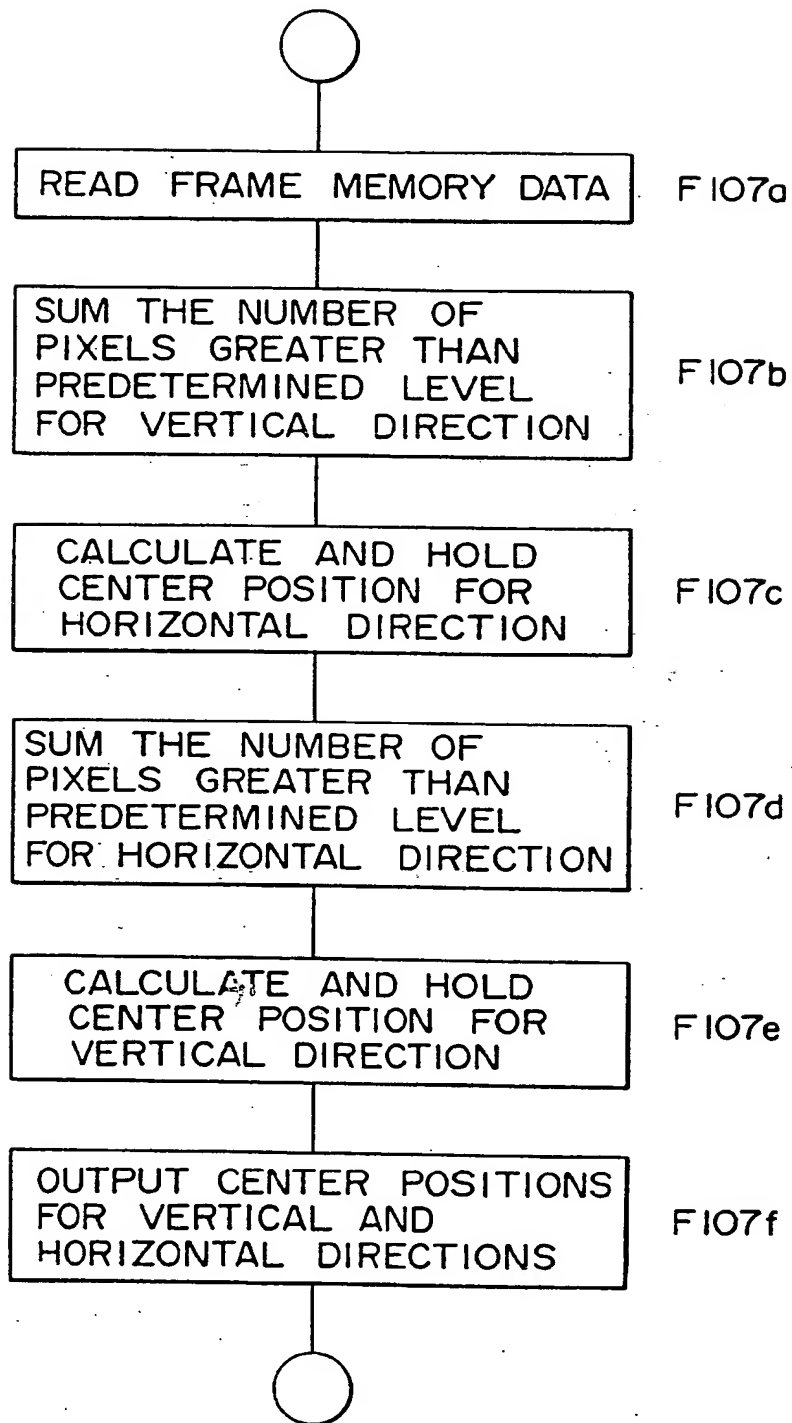 READ FRAME MEMORY DATA
F107a
SUM THE NUMBER OF
PIXELS GREATER THAN
PREDETERMINED LEVEL
FOR VERTICAL DIRECTION
F107b
CALCULATE AND HOLD
CENTER POSITION FOR
HORIZONTAL DIRECTION
F107c
SUM THE NUMBER OF
PIXELS GREATER THAN
PREDETERMINED LEVEL
FOR HORIZONTAL DIRECTION
F107d
CALCULATE AND HOLD
CENTER POSITION FOR
VERTICAL DIRECTION
F107e
OUTPUT CENTER POSITIONS
FOR VERTICAL AND
HORIZONTAL DIRECTIONS
F107f